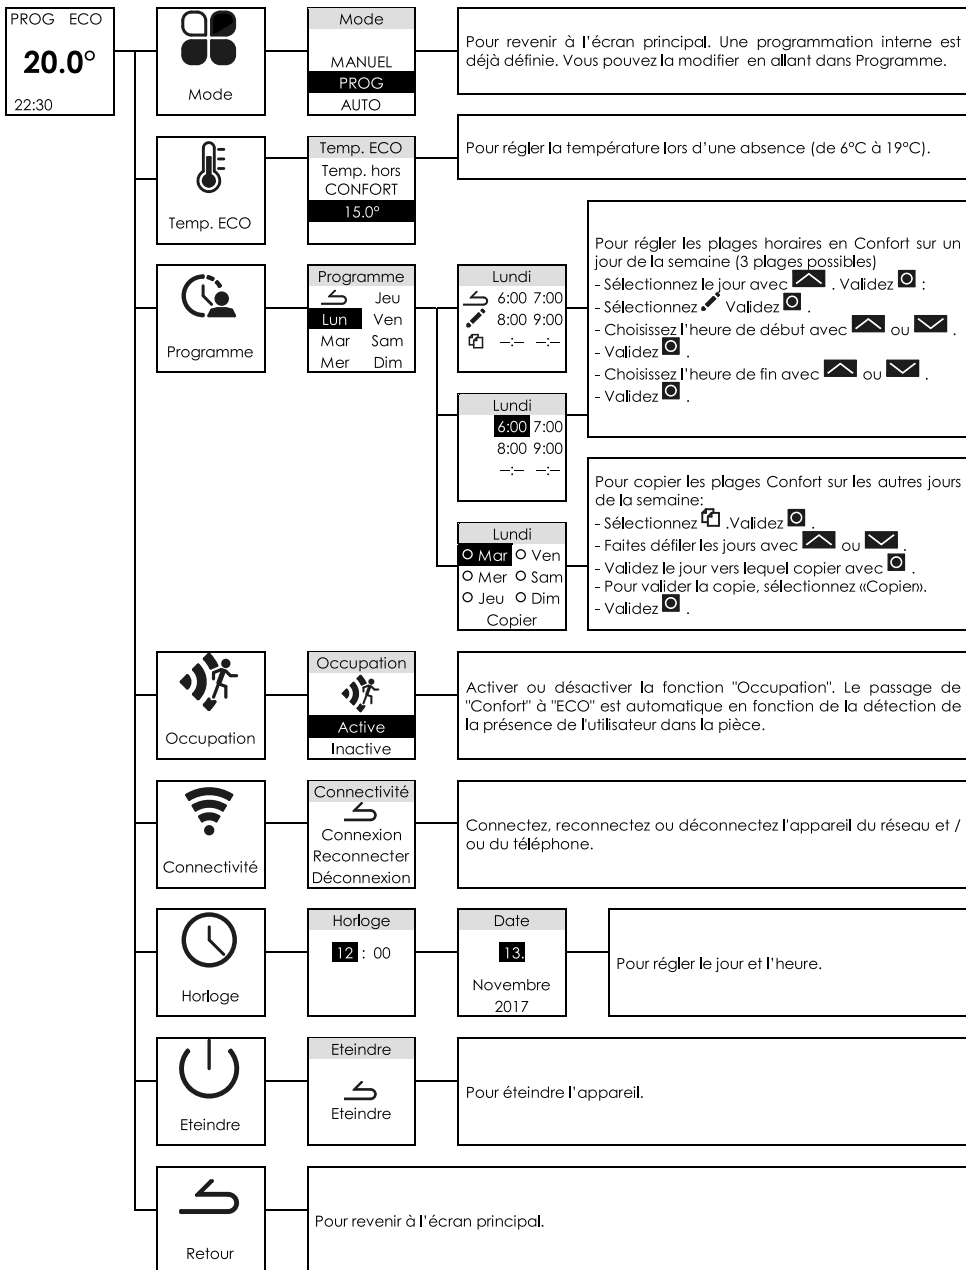 PROG ECO
20.0°
22:30
Mode
Mode
MANUEL
PROG
AUTO
Pour revenir à l'écran principal. Une programmation interne est
déjà définie. Vous pouvez la modifier en allant dans Programme.
Temp. ECO
Temp. ECO
Temp. hors
CONFORT
15.0°
Pour régler la température lors d'une absence (de 6°C à 19°C).
Programme
Programme
Jeu
Lun Ven
Mar Sam
Mer Dim
Lundi
6:00 7:00
8:00 9:00
–:– –:–
Pour régler les plages horaires en Confort sur un
jour de la semaine (3 plages possibles)
- Sélectionnez le jour avec . Validez :
- Sélectionnez Validez .
- Choisissez l'heure de début avec ou .
- Validez .
- Choisissez l'heure de fin avec ou .
- Validez .
Lundi
6:00 7:00
8:00 9:00
–:– –:–
Lundi
Mar Ven
Mer Sam
Jeu Dim
Copier
Pour copier les plages Confort sur les autres jours
de la semaine:
- Sélectionnez .Validez .
- Faites défiler les jours avec ou .
- Validez le jour vers lequel copier avec .
- Pour valider la copie, sélectionnez «Copier».
- Validez .
Occupation
Occupation
Active
Inactive
Activer ou désactiver la fonction "Occupation". Le passage de
"Confort" à "ECO" est automatique en fonction de la détection de
la présence de l'utilisateur dans la pièce.
Connectivité
Connectivité
Connexion
Reconnecter
Déconnexion
Connectez, reconnectez ou déconnectez l'appareil du réseau et /
ou du téléphone.
Horloge
Horloge
12 : 00
Date
13.
Novembre
2017
Pour régler le jour et l'heure.
Eteindre
Eteindre
Eteindre
Pour éteindre l'appareil.
Retour
Pour revenir à l'écran principal.